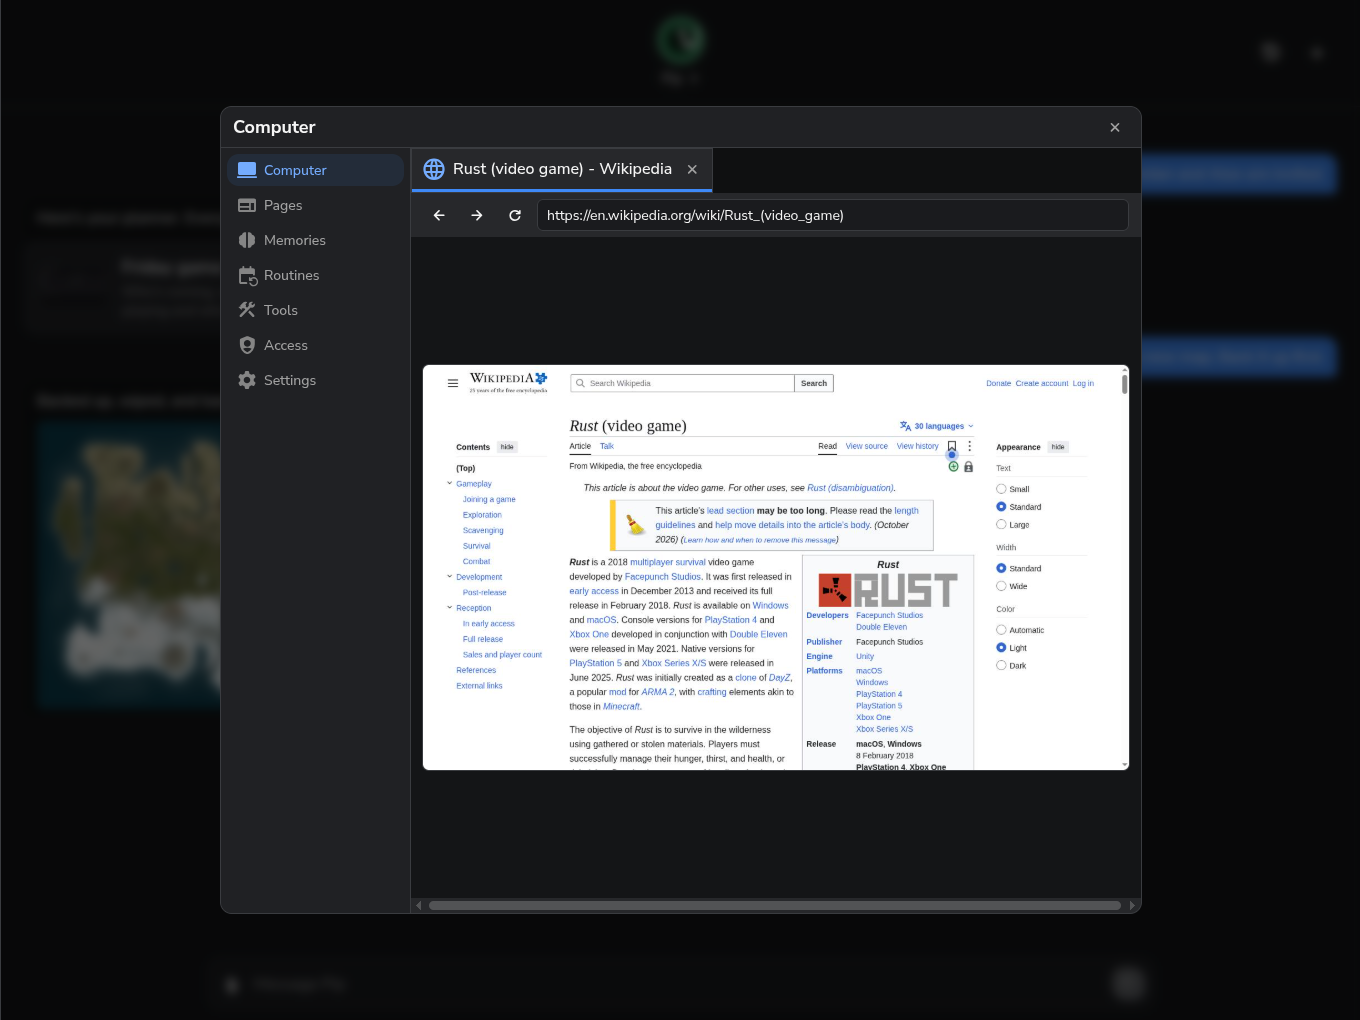 Computer
Computer
Pages
Memories
Routines
Tools
Access
Settings
Rust (video game) - Wikipedia
https://en.wikipedia.org/wiki/Rust_(video_game)
WIKIPEDIA
25 years of the free encyclopedia
Search Wikipedia
Search
Donate Create account Log in
Contents hide
(Top)
Gameplay
Joining a game
Exploration
Scavenging
Survival
Combat
Development
Post-release
Reception
In early access
Full release
Sales and player count
References
External links
Rust (video game)
30 languages
Article Talk
Read View source View history
From Wikipedia, the free encyclopedia
This article is about the video game. For other uses, see Rust (disambiguation).
This article's lead section may be too long. Please read the length
guidelines and help move details into the article's body. (October
2026) (Learn how and when to remove this message)
Rust is a 2018 multiplayer survival video game
developed by Facepunch Studios. It was first released in
early access in December 2013 and received its full
release in February 2018. Rust is available on Windows
and macOS. Console versions for PlayStation 4 and
Xbox One developed in conjunction with Double Eleven
were released in May 2021. Native versions for
PlayStation 5 and Xbox Series X/S were released in
June 2025. Rust was initially created as a clone of DayZ,
a popular mod for ARMA 2, with crafting elements akin to
those in Minecraft.
The objective of Rust is to survive in the wilderness
using gathered or stolen materials. Players must
successfully manage their hunger, thirst, and health, or
Rust
RUST
Developers Facepunch Studios
Double Eleven
Publisher Facepunch Studios
Engine Unity
Platforms macOS
Windows
PlayStation 4
PlayStation 5
Xbox One
Xbox Series X/S
Release macOS, Windows
8 February 2018
PlayStation 4, Xbox One
Appearance hide
Text
Small
Standard
Large
Width
Standard
Wide
Color
Automatic
Light
Dark